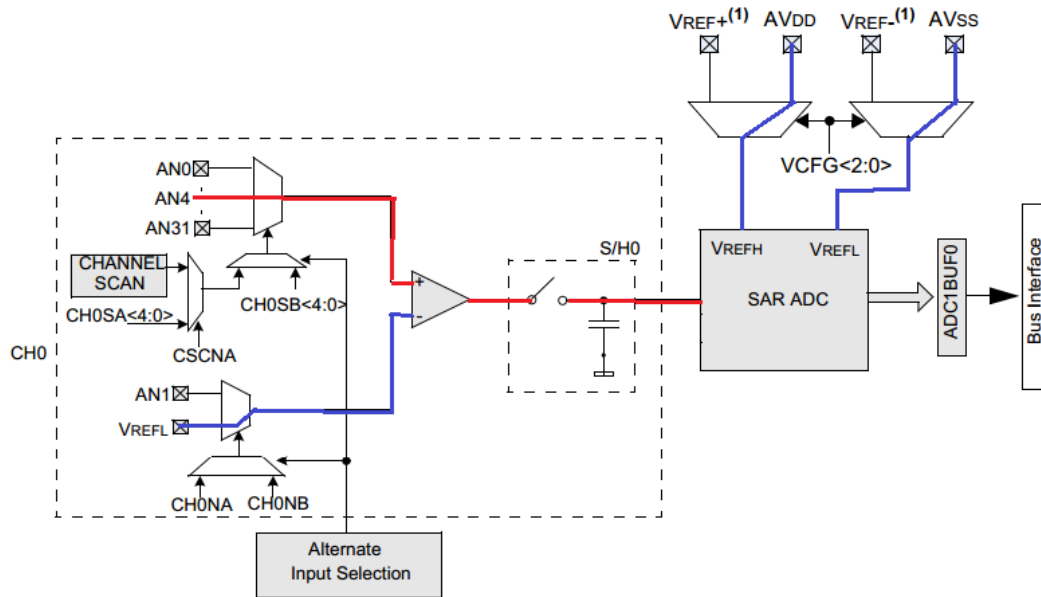 VREF+(1) AVDD VREF-(1) AVSS
VCFG<2:0>
AN0
AN4
AN31
CHANNEL
SCAN
CH0SB<4:0>
CH0SA<4:0>
CSCNA
CH0
+
-
S/H0
VREFH VREFL
SAR ADC
ADC1BUF0
Bus Interface
AN1
VREFL
CH0NA CH0NB
Alternate
Input Selection